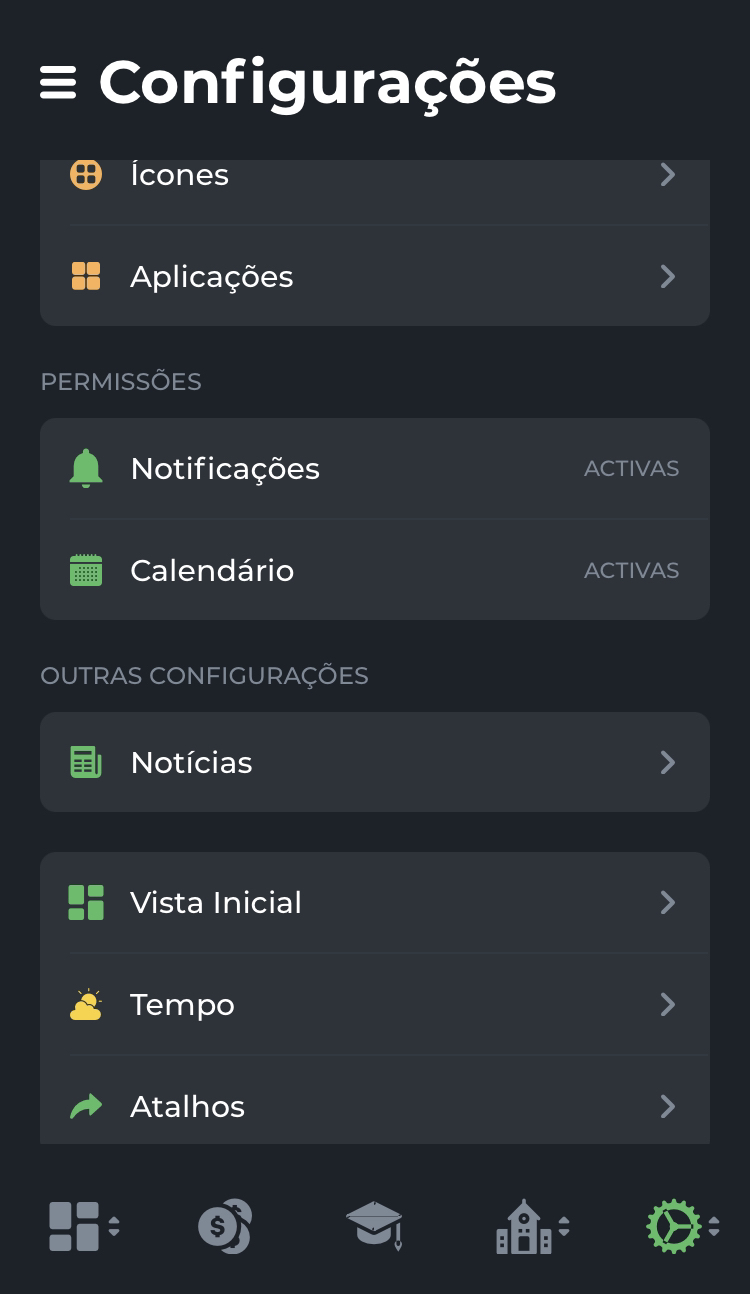 Configurações
Ícones
Aplicações
PERMISSÕES
Notificações ACTIVAS
Calendário ACTIVAS
OUTRAS CONFIGURAÇÕES
Notícias
Vista Inicial
Tempo
Atalhos